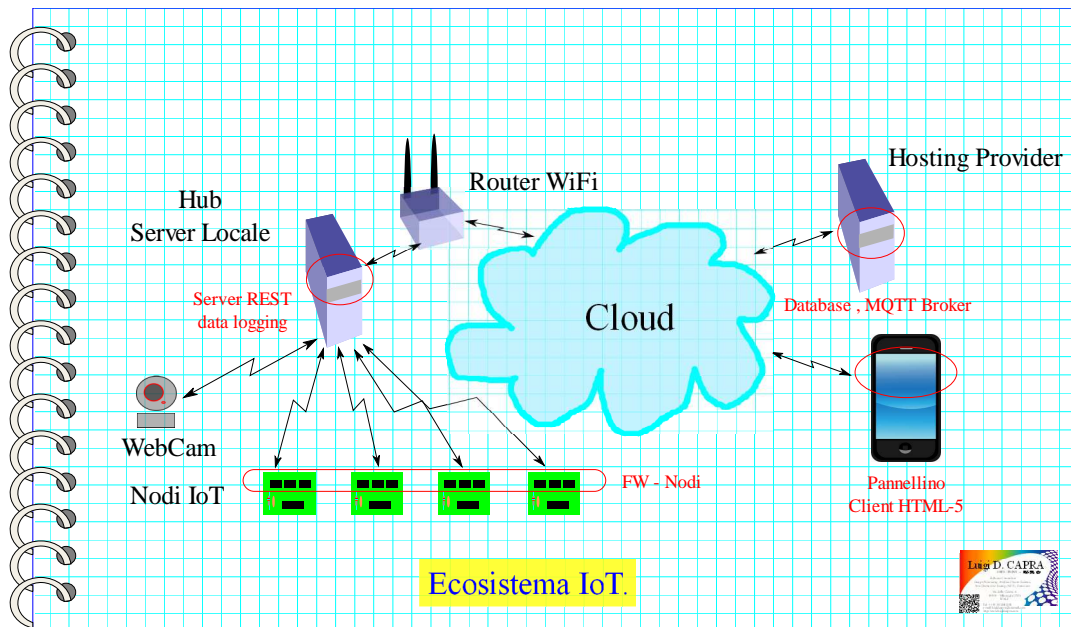 Hosting Provider
Router WiFi
Hub
Server Locale
Server REST
data logging
Cloud
Database , MQTT Broker
WebCam
Nodi IoT
FW - Nodi
Pannellino
Client HTML-5
Ecosistema IoT.
Luigi D. CAPRA